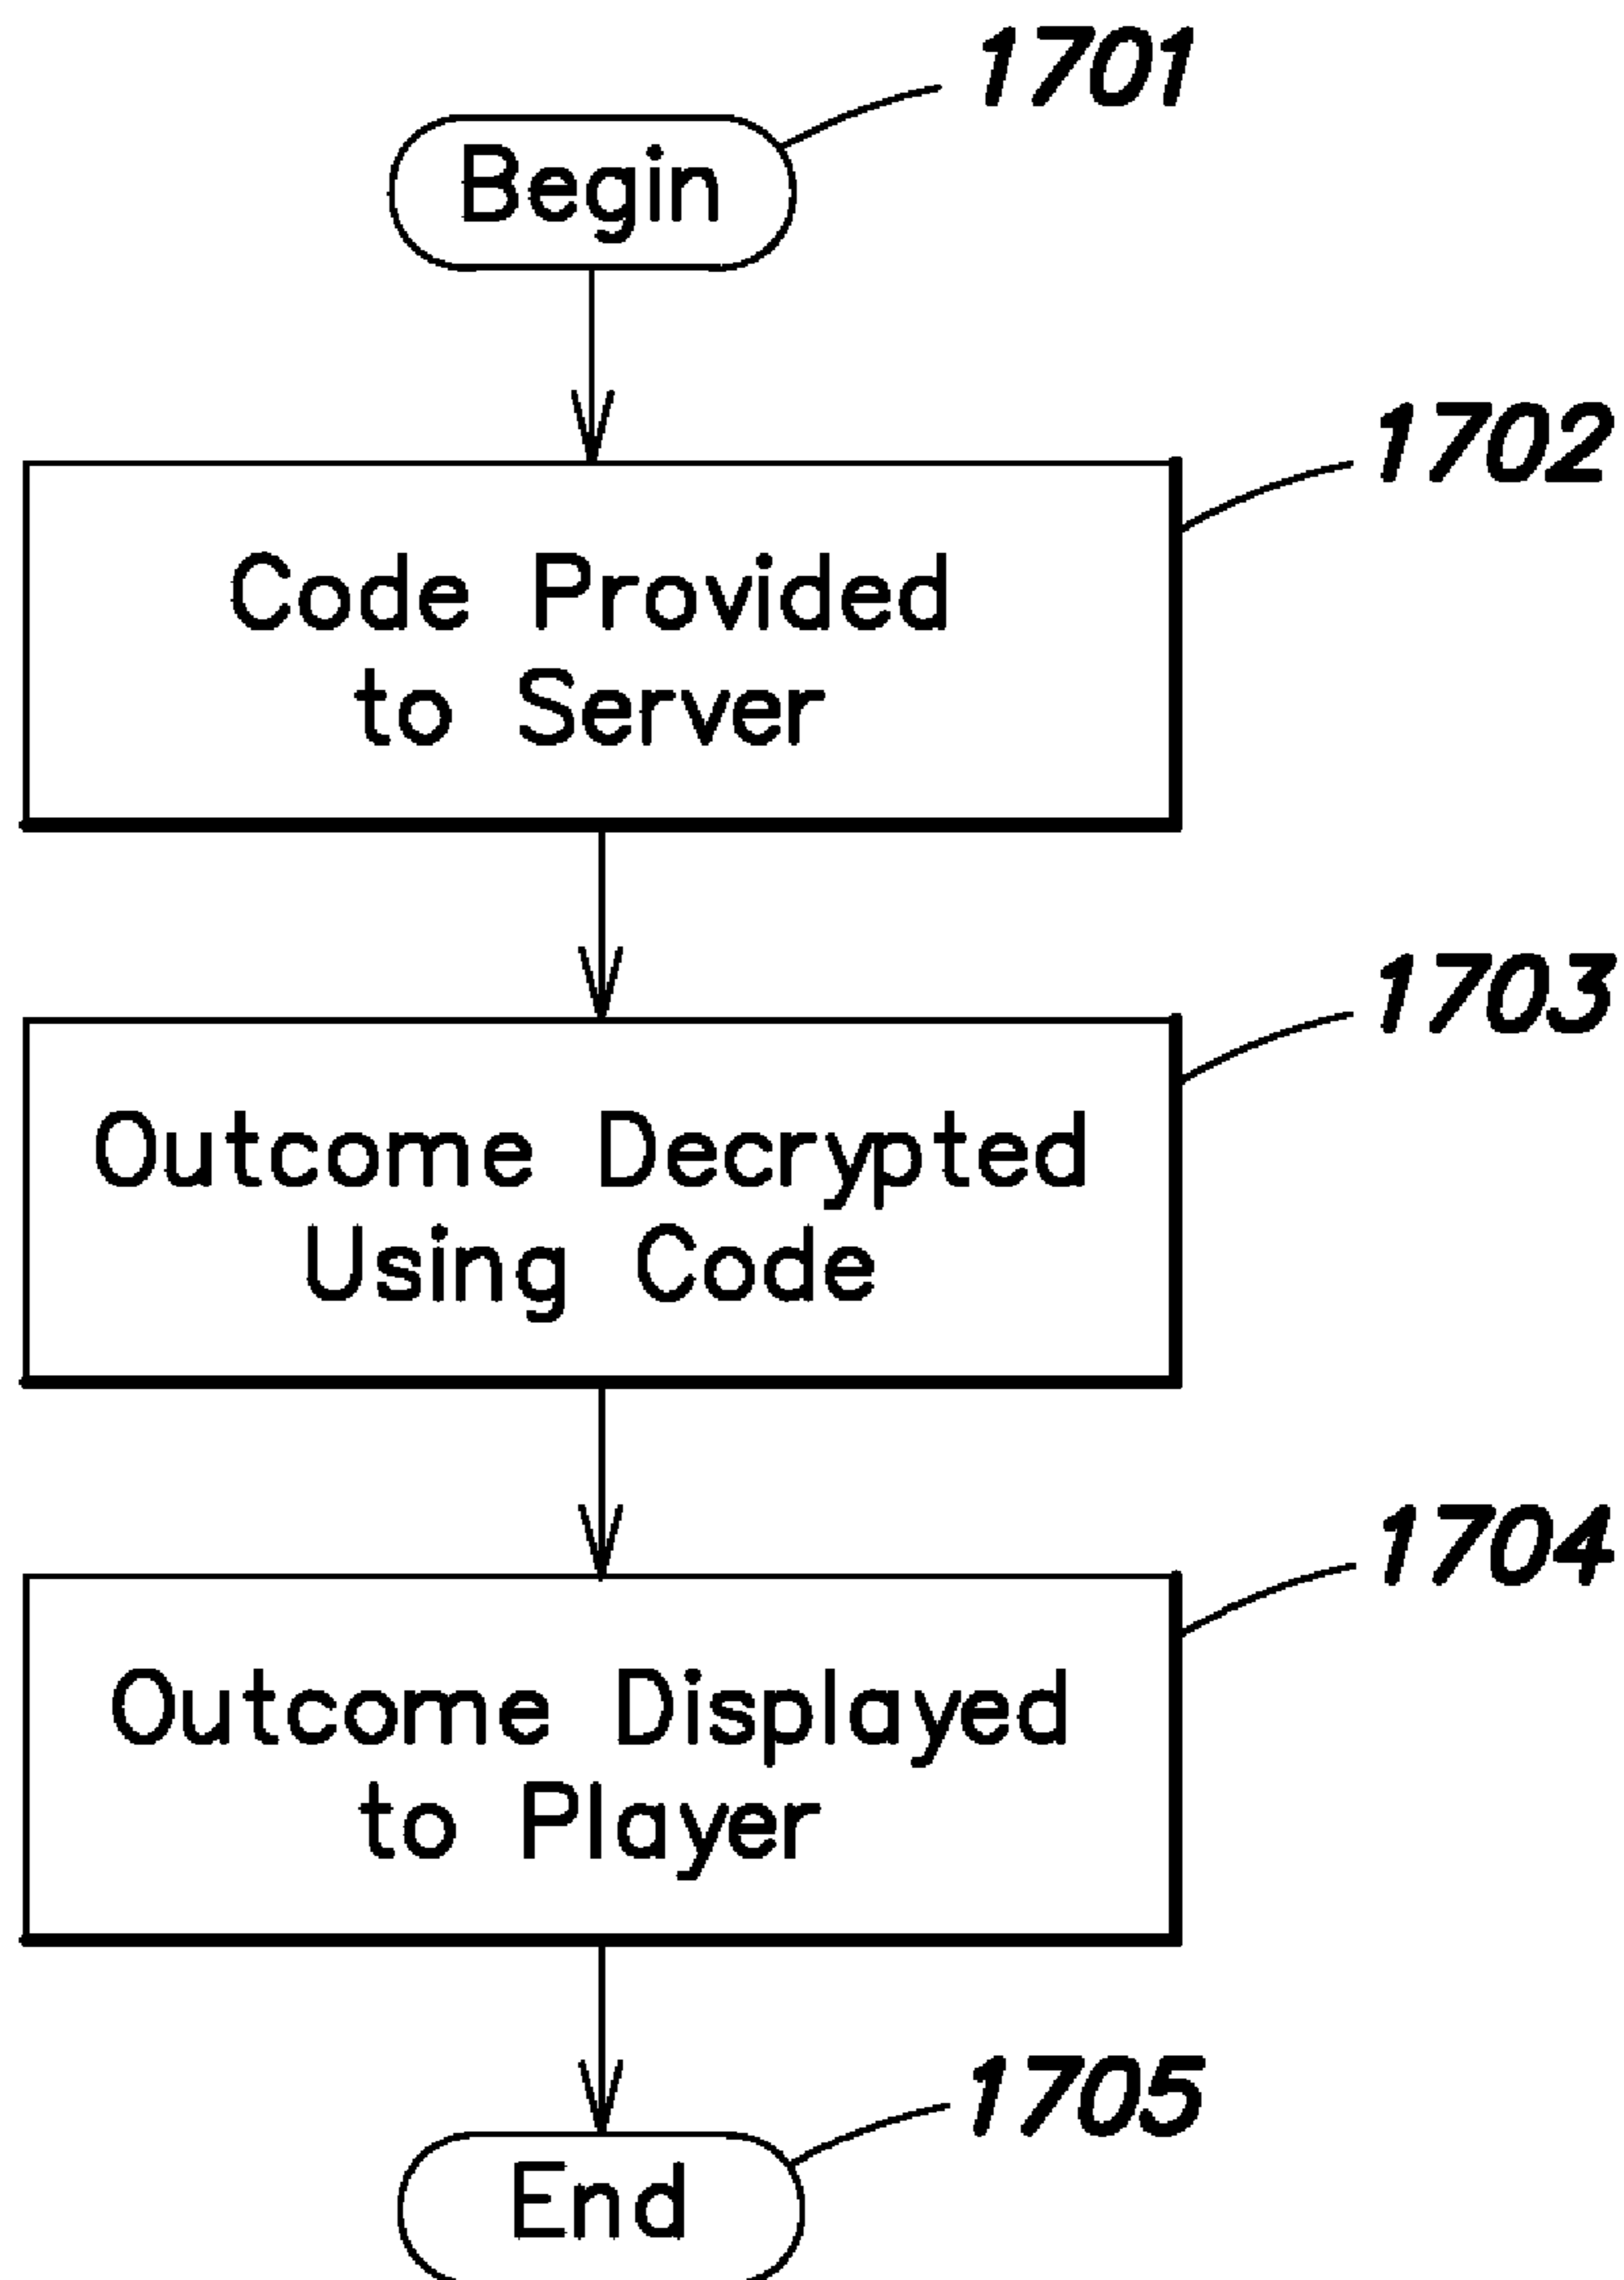 1701
Begin
1702
Code Provided
to Server
1703
Outcome Decrypted
Using Code
1704
Outcome Displayed
to Player
1705
End